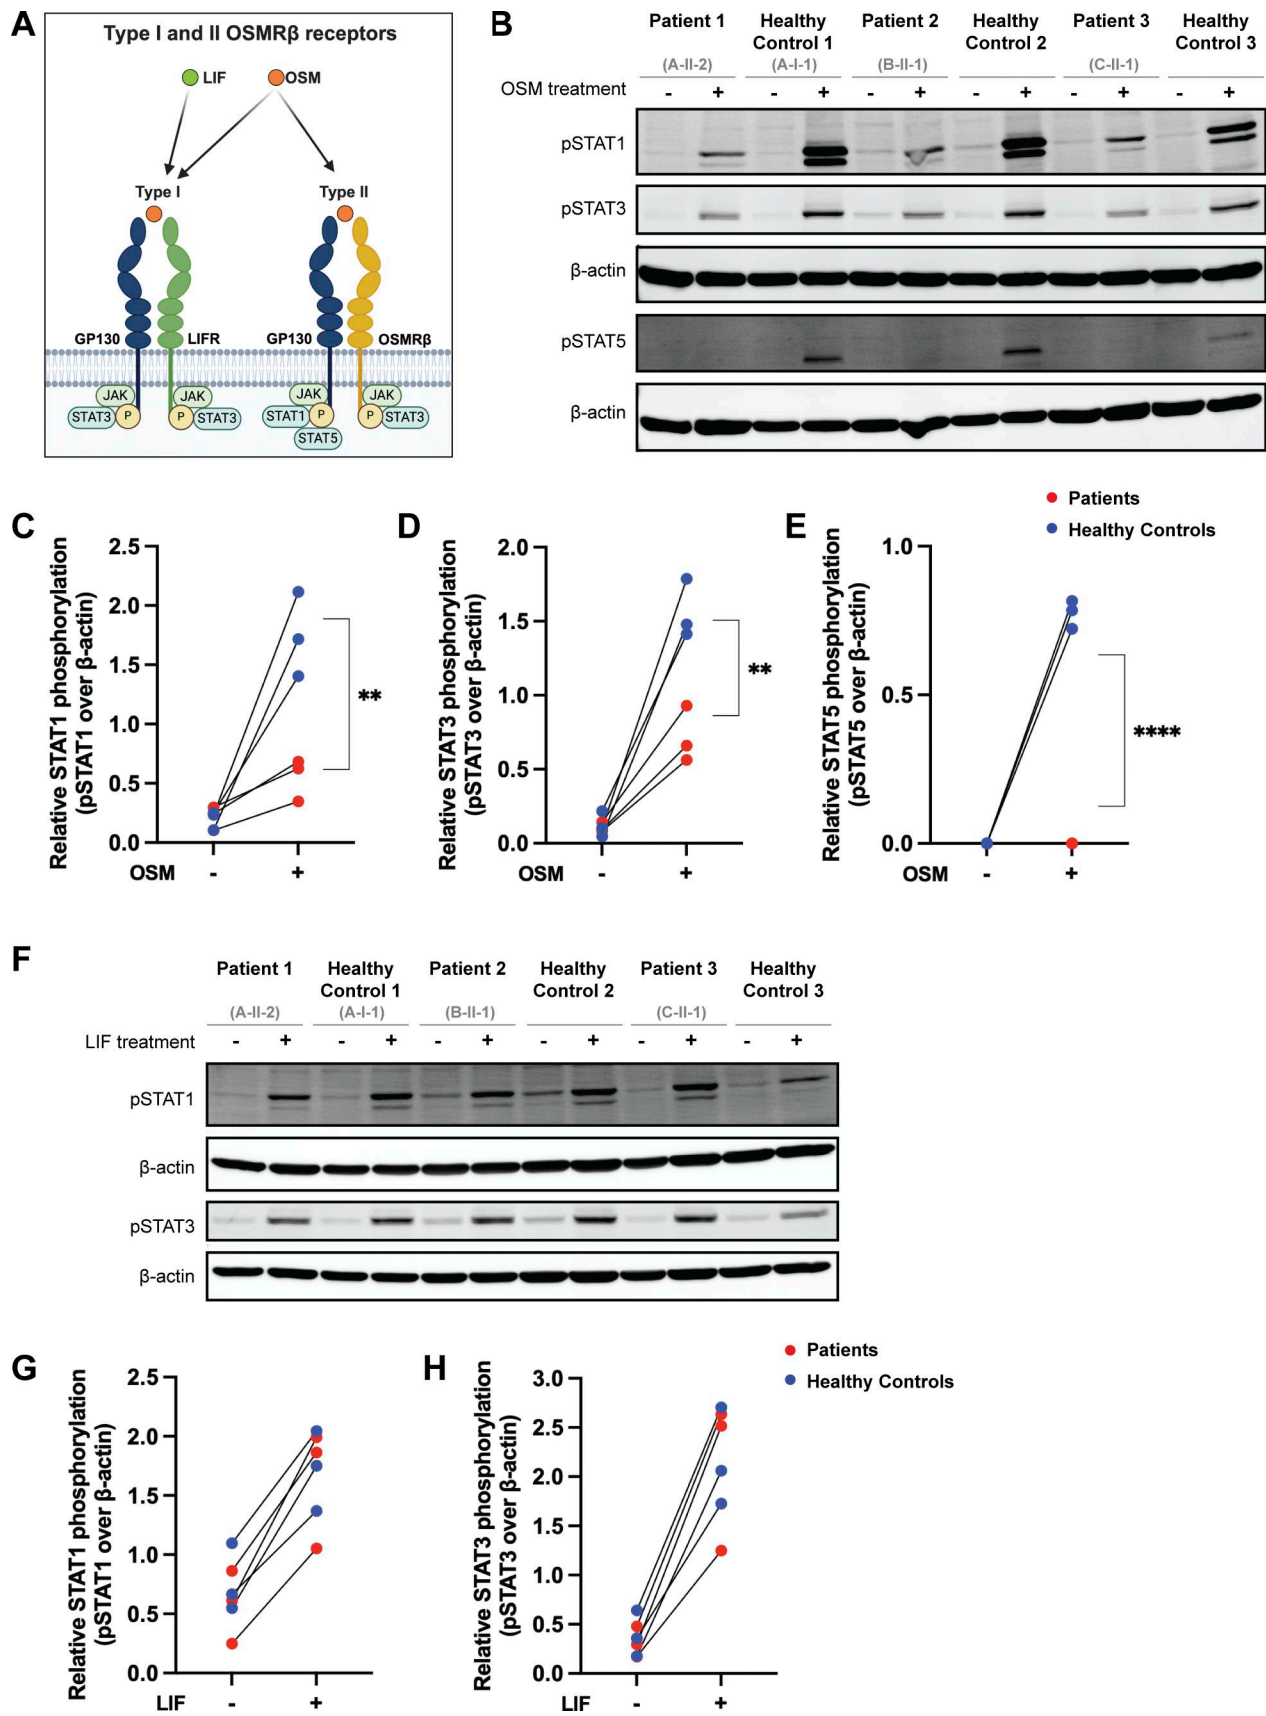 A
Type I and II OSMRβ receptors
LIF
OSM
Type I
Type II
GP130
LIFR
GP130
OSMRβ
JAK
JAK
JAK
JAK
STAT3
P
P
STAT3
STAT1
P
P
STAT3
STAT5
B
Patient 1
Healthy
Control 1
Patient 2
Healthy
Control 2
Patient 3
Healthy
Control 3
(A-II-2)
(A-I-1)
(B-II-1)
(C-II-1)
OSM treatment - + - + - + - + - + - +
pSTAT1
pSTAT3
β-actin
pSTAT5
β-actin
Patients
Healthy Controls
C
Relative STAT1 phosphorylation
(pSTAT1 over β-actin)
2.5
2.0
1.5
1.0
0.5
0.0
**
OSM - +
D
Relative STAT3 phosphorylation
(pSTAT3 over β-actin)
2.0
1.5
1.0
0.5
0.0
**
OSM - +
E
Relative STAT5 phosphorylation
(pSTAT5 over β-actin)
1.0
0.5
0.0
****
OSM - +
F
Patient 1
Healthy
Control 1
Patient 2
Healthy
Control 2
Patient 3
Healthy
Control 3
(A-II-2)
(A-I-1)
(B-II-1)
(C-II-1)
LIF treatment - + - + - + - + - + - +
pSTAT1
β-actin
pSTAT3
β-actin
G
Relative STAT1 phosphorylation
(pSTAT1 over β-actin)
2.5
2.0
1.5
1.0
0.5
0.0
LIF - +
H
Relative STAT3 phosphorylation
(pSTAT3 over β-actin)
3.0
2.5
2.0
1.5
1.0
0.5
0.0
LIF - +
Patients
Healthy Controls